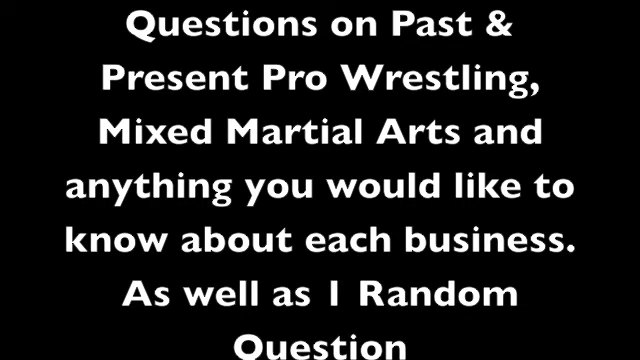 Questions on Past &
Present Pro Wrestling,
Mixed Martial Arts and
anything you would like to
know about each business.
As well as 1 Random
Question